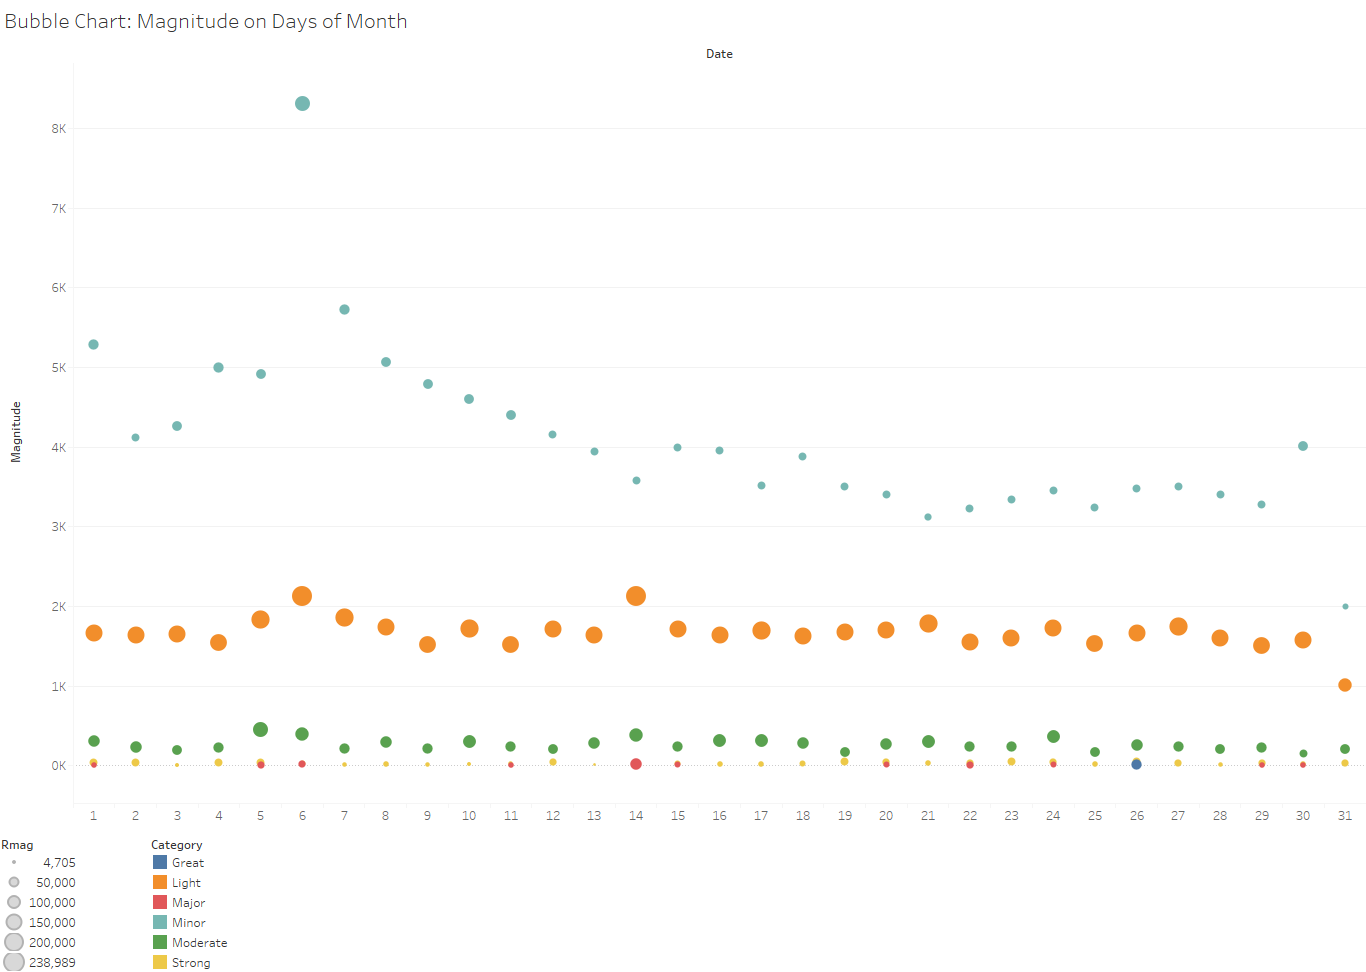 Bubble Chart: Magnitude on Days of Month
Date
8K
7K
6K
5K
4K
3K
2K
1K
0K
Magnitude
1 2 3 4 5 6 7 8 9 10 11 12 13 14 15 16 17 18 19 20 21 22 23 24 25 26 27 28 29 30 31
Rmag
4,705
50,000
100,000
150,000
200,000
238,989
Category
Great
Light
Major
Minor
Moderate
Strong